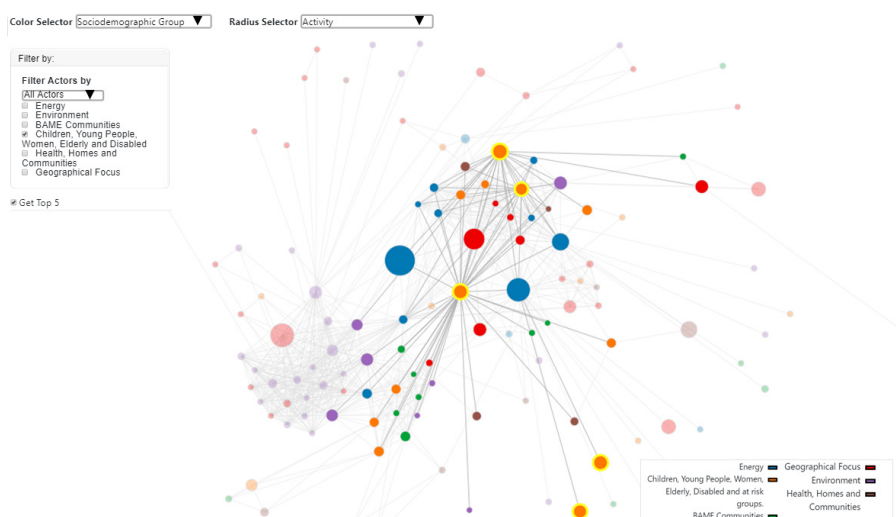 Color Selector Sociodemographic Group Radius Selector Activity
Filter by:
Filter Actors by
All Actors
Energy
Environment
BAME Communities
Children, Young People,
Women, Elderly and Disabled
Health, Homes and
Communities
Geographical Focus
Get Top 5
Energy Geographical Focus
Children, Young People, Women, Environment
Elderly, Disabled and at risk Health, Homes and
groups. Communities
BAME Communities